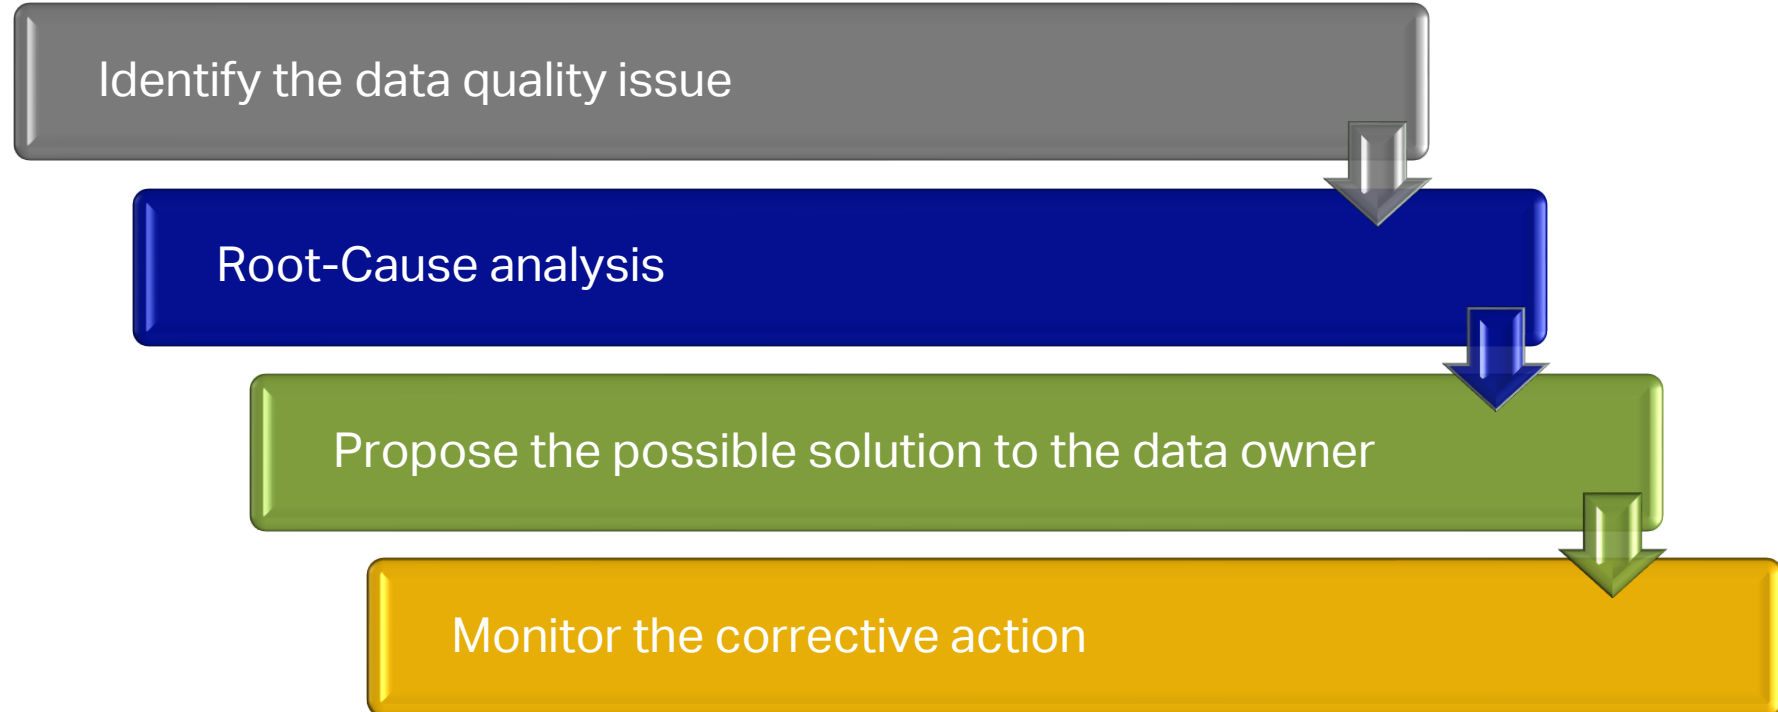 Identify the data quality issue
Root-Cause analysis
Propose the possible solution to the data owner
Monitor the corrective action